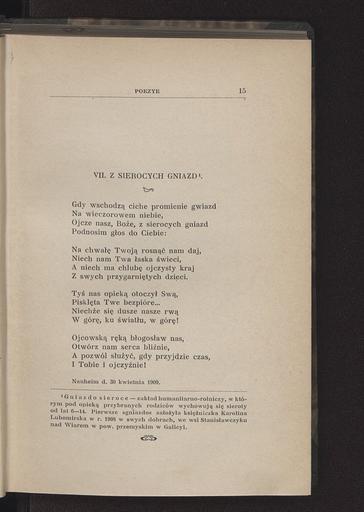 POEZYE 15
VII. Z SIEROCYCH GNIAZD¹.
Gdy wschodzą ciche promienie gwiazd
Na wieczorowem niebie,
Ojcze nasz, Boże, z sierocych gniazd
Podnosim głos do Ciebie:
Na chwałę Twoją rosnąć nam daj,
Niech nam Twa łaska świeci,
A niech ma chlubę ojczysty kraj
Z swych przygarniętych dzieci.
Tyś nas opieką otoczył Swą,
Pisklęta Twe bezpióre...
Niechże się dusze nasze rwą
W górę, ku światłu, w górę!
Ojcowską ręką błogosław nas,
Otwórz nam serca bliźnie,
A pozwól służyć, gdy przyjdzie czas,
I Tobie i ojczyźnie!
Nauheim d. 30 kwietnia 1909.
¹ Gniazdo sieroce — zakład humanitarno-rolniczy, w któ-
rym pod opieką przybranych rodziców wychowują się sieroty
od lat 6—14. Pierwsze »gniazdo« założyła księżniczka Karolina
Lubomirska w r. 1908 w swych dobrach, we wsi Stanisławczyku
nad Wiarem w pow. przemyskim w Galicyi.